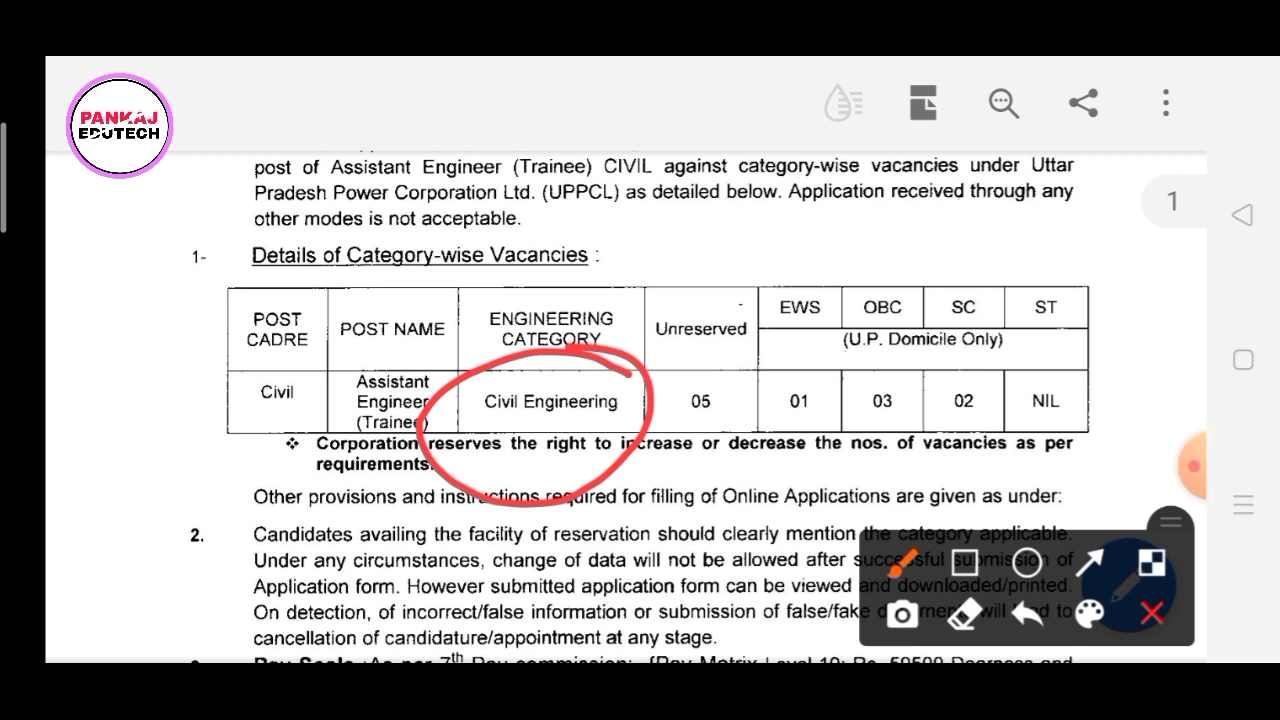 PANKAJ
EDUTECH
post of Assistant Engineer (Trainee) CIVIL against category-wise vacancies under Uttar
Pradesh Power Corporation Ltd. (UPPCL) as detailed below. Application received through any
other modes is not acceptable.
1
1- Details of Category-wise Vacancies :
POST CADRE
POST NAME
ENGINEERING CATEGORY
Unreserved
EWS OBC SC ST
(U.P. Domicile Only)
Civil
Assistant
Engineer
(Trainee)
Civil Engineering
05 01 03 02 NIL
❖ Corporation reserves the right to increase or decrease the nos. of vacancies as per
requirements.
Other provisions and instructions required for filling of Online Applications are given as under:
2. Candidates availing the facility of reservation should clearly mention the category applicable.
Under any circumstances, change of data will not be allowed after successful submission of
Application form. However submitted application form can be viewed and downloaded/printed.
On detection, of incorrect/false information or submission of false/fake will to
cancellation of candidature/appointment at any stage.